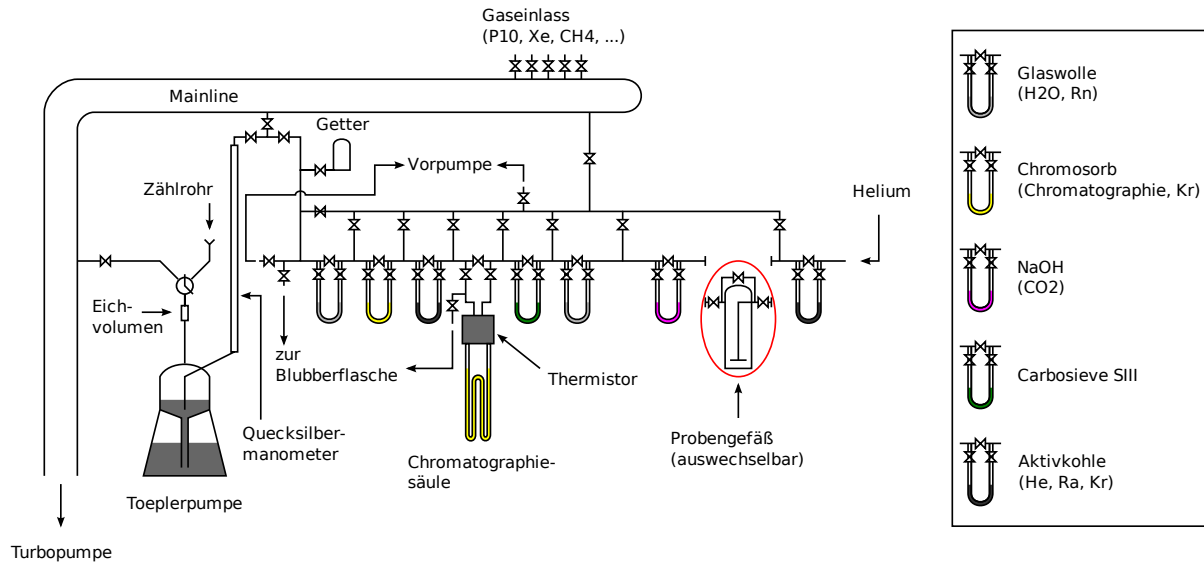 Gaseinlass
(P10, Xe, CH4, ...)
Mainline
Getter
Vorpumpe
Zählrohr
Helium
Eich-
volumen
zur
Blubberflasche
Thermistor
Quecksilber-
manometer
Chromatographie-
säule
Probengefäß
(auswechselbar)
Toeplerpumpe
Turbopumpe
Glaswolle
(H2O, Rn)
Chromosorb
(Chromatographie, Kr)
NaOH
(CO2)
Carbosieve SIII
Aktivkohle
(He, Ra, Kr)